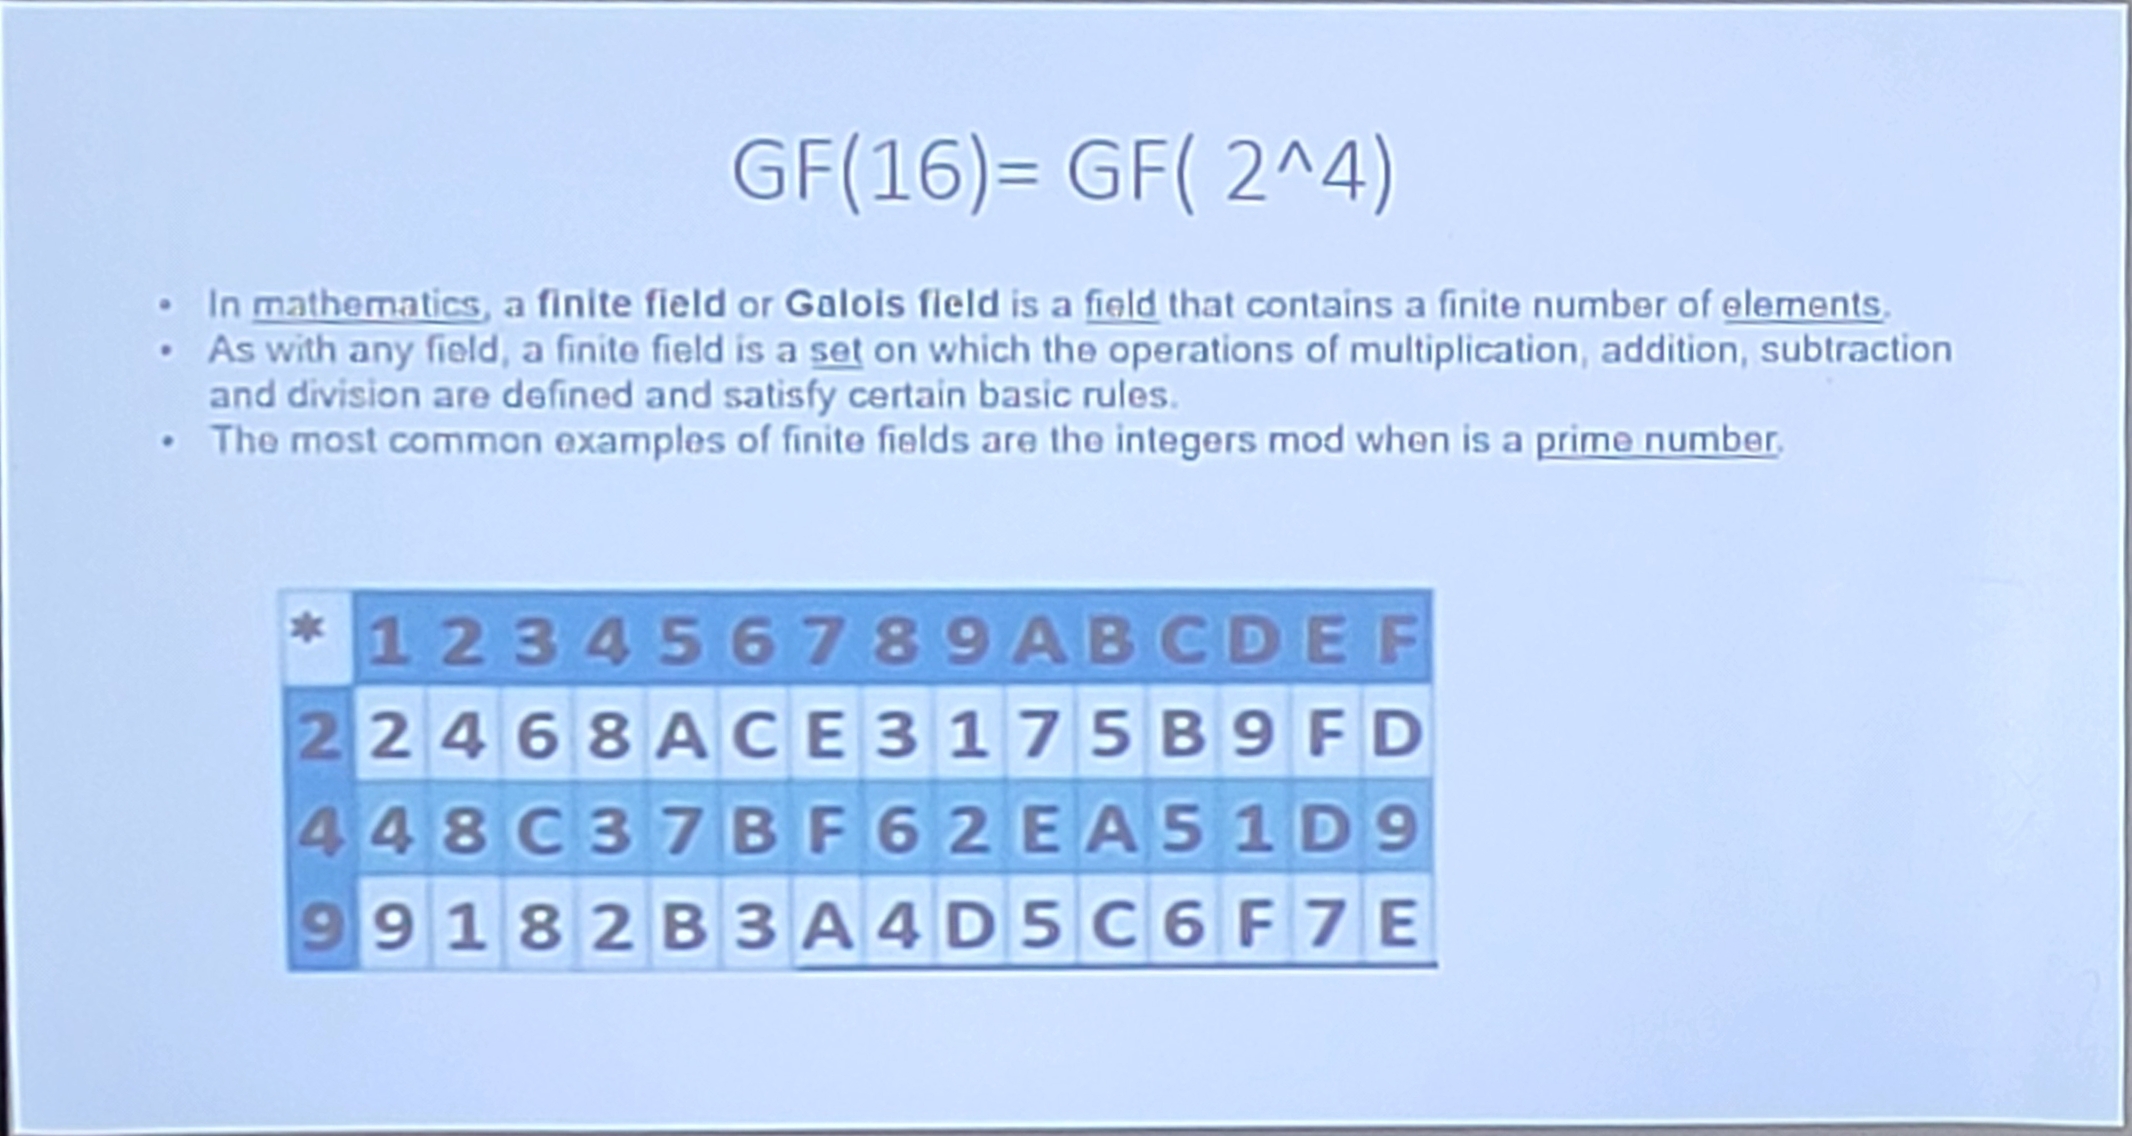 GF(16)= GF( 2^4)
• In mathematics, a finite field or Galois field is a field that contains a finite number of elements.
• As with any field, a finite field is a set on which the operations of multiplication, addition, subtraction
and division are defined and satisfy certain basic rules.
• The most common examples of finite fields are the integers mod when is a prime number.
* 1 2 3 4 5 6 7 8 9 A B C D E F
2 2 4 6 8 A C E 3 1 7 5 B 9 F D
4 4 8 C 3 7 B F 6 2 E A 5 1 D 9
9 9 1 8 2 B 3 A 4 D 5 C 6 F 7 E